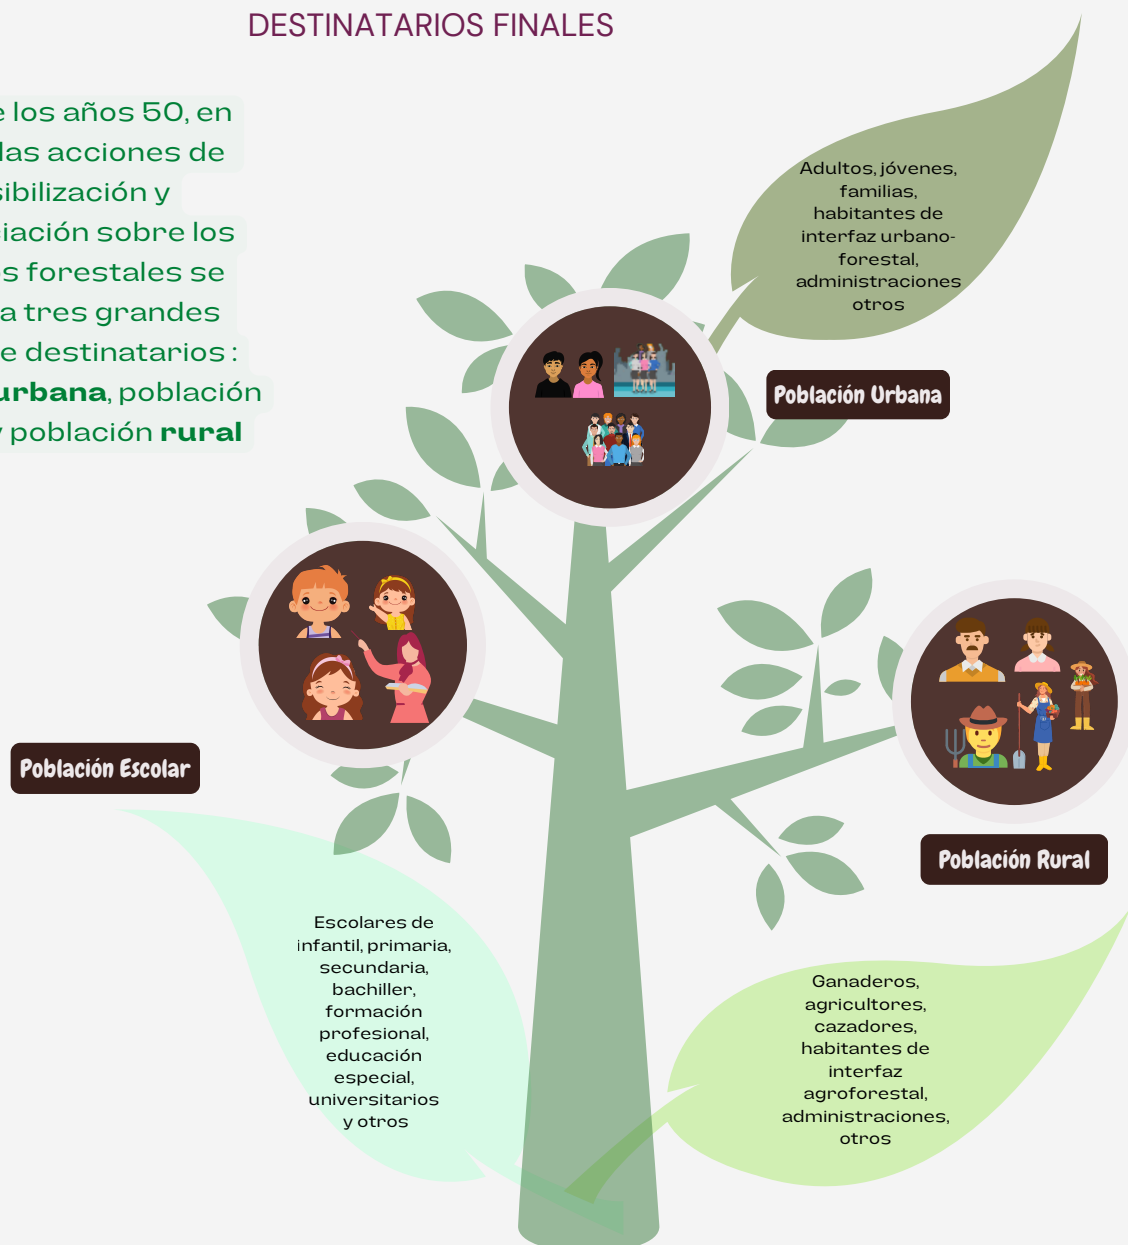 DESTINATARIOS FINALES
e los años 50, en
las acciones de
sibilización y
iación sobre los
s forestales se
a tres grandes
e destinatarios :
urbana, población
y población rural
Adultos, jóvenes,
familias,
habitantes de
interfaz urbano-
forestal,
administraciones
otros
Población Urbana
Población Escolar
Población Rural
Escolares de
infantil, primaria,
secundaria,
bachiller,
formación
profesional,
educación
especial,
universitarios
y otros
Ganaderos,
agricultores,
cazadores,
habitantes de
interfaz
agroforestal,
administraciones,
otros